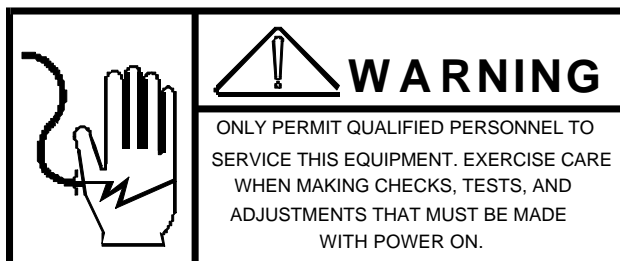 WARNING
ONLY PERMIT QUALIFIED PERSONNEL TO
SERVICE THIS EQUIPMENT. EXERCISE CARE
WHEN MAKING CHECKS, TESTS, AND
ADJUSTMENTS THAT MUST BE MADE
WITH POWER ON.